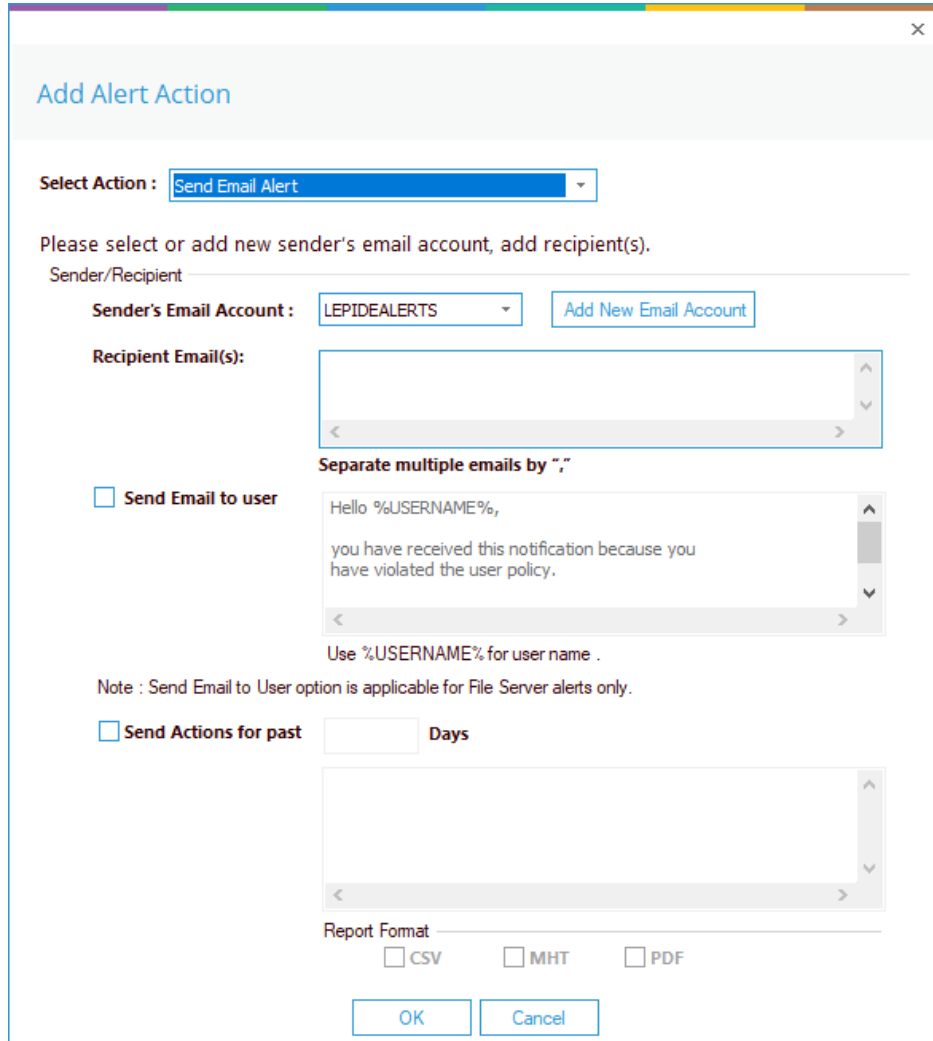 Add Alert Action
Select Action : Send Email Alert
Please select or add new sender's email account, add recipient(s).
Sender/Recipient
Sender's Email Account : LEPIDEALERTS Add New Email Account
Recipient Email(s):
Separate multiple emails by “,”
Send Email to user
Hello %USERNAME%,
you have received this notification because you
have violated the user policy.
Use %USERNAME% for user name .
Note : Send Email to User option is applicable for File Server alerts only.
Send Actions for past Days
Report Format
CSV MHT PDF
OK Cancel